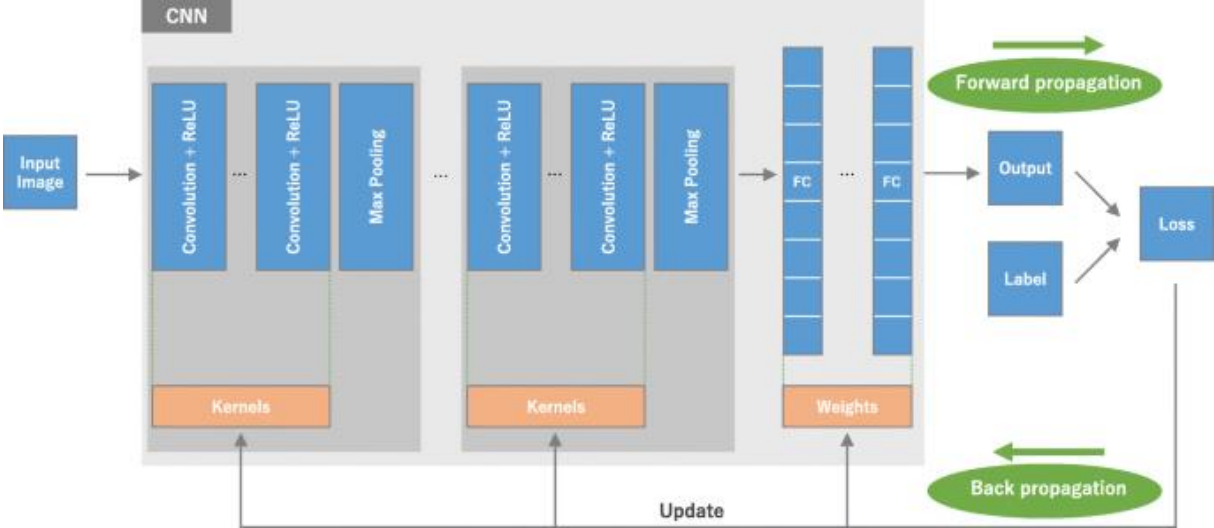 CNN
Forward propagation
Input
Image
Convolution + ReLU
...
Convolution + ReLU
Max Pooling
...
Convolution + ReLU
...
Convolution + ReLU
Max Pooling
FC
...
FC
Output
Label
Loss
Kernels
Kernels
Weights
Back propagation
Update